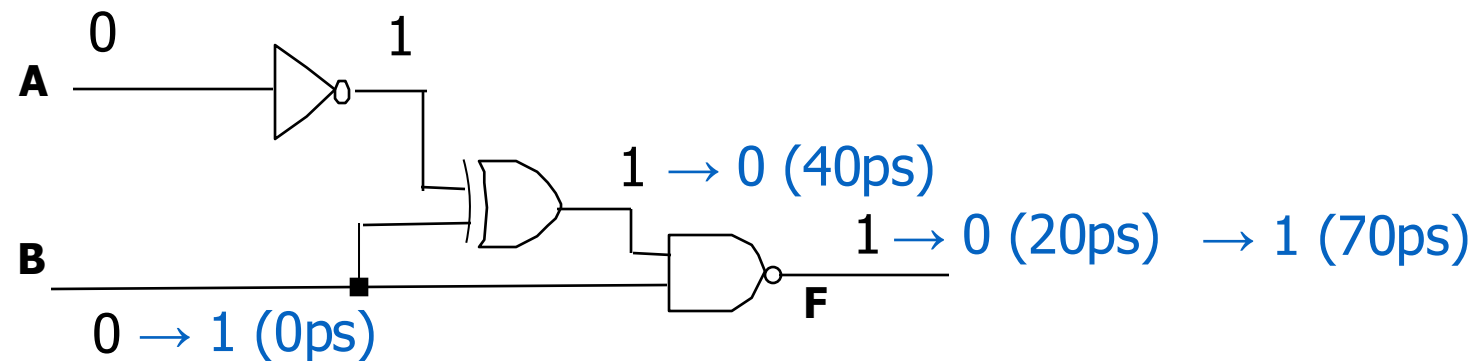 0
1
A
1 → 0 (40ps)
1 → 0 (20ps) → 1 (70ps)
B
F
0 → 1 (0ps)